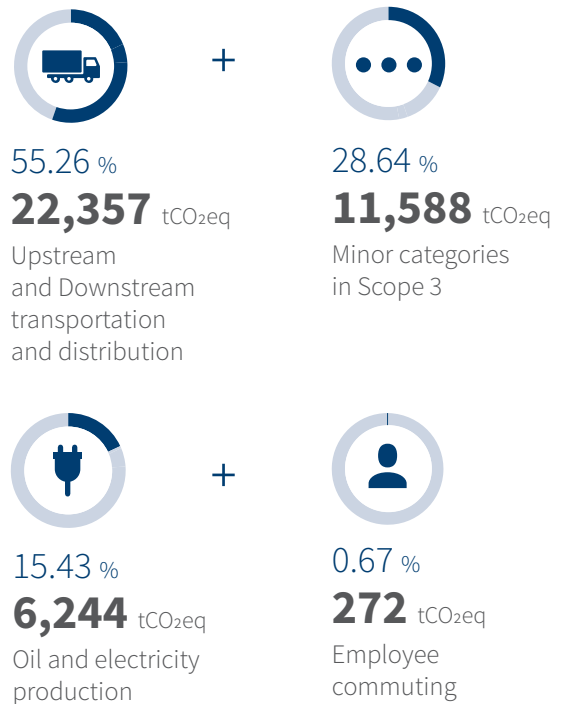 +
55.26 %
22,357 tCO₂eq
Upstream
and Downstream
transportation
and distribution
28.64 %
11,588 tCO₂eq
Minor categories
in Scope 3
+
15.43 %
6,244 tCO₂eq
Oil and electricity
production
0.67 %
272 tCO₂eq
Employee
commuting